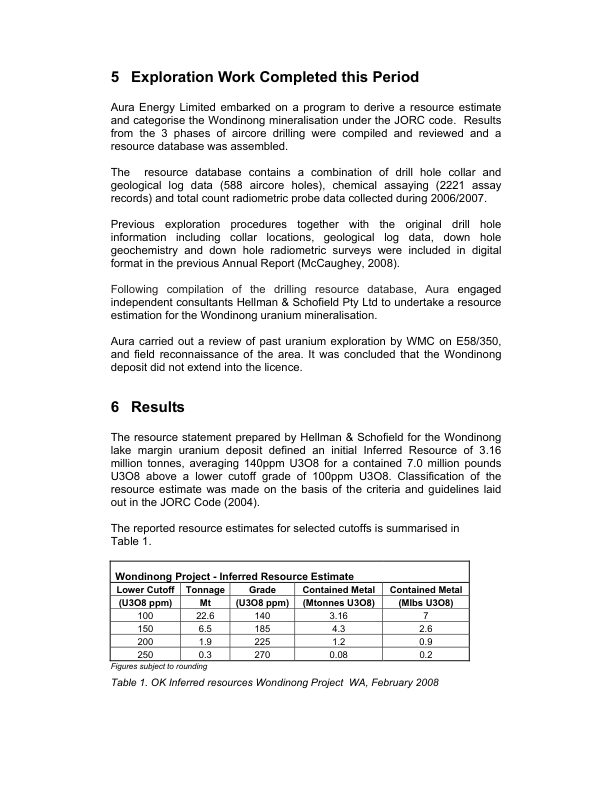 5 Exploration Work Completed this Period
Aura Energy Limited embarked on a program to derive a resource estimate
and categorise the Wondinong mineralisation under the JORC code. Results
from the 3 phases of aircore drilling were compiled and reviewed and a
resource database was assembled.
The resource database contains a combination of drill hole collar and
geological log data (588 aircore holes), chemical assaying (2221 assay
records) and total count radiometric probe data collected during 2006/2007.
Previous exploration procedures together with the original drill hole
information including collar locations, geological log data, down hole
geochemistry and down hole radiometric surveys were included in digital
format in the previous Annual Report (McCaughey, 2008).
Following compilation of the drilling resource database, Aura engaged
independent consultants Hellman & Schofield Pty Ltd to undertake a resource
estimation for the Wondinong uranium mineralisation.
Aura carried out a review of past uranium exploration by WMC on E58/350,
and field reconnaissance of the area. It was concluded that the Wondinong
deposit did not extend into the licence.
6 Results
The resource statement prepared by Hellman & Schofield for the Wondinong
lake margin uranium deposit defined an initial Inferred Resource of 3.16
million tonnes, averaging 140ppm U3O8 for a contained 7.0 million pounds
U3O8 above a lower cutoff grade of 100ppm U3O8. Classification of the
resource estimate was made on the basis of the criteria and guidelines laid
out in the JORC Code (2004).
The reported resource estimates for selected cutoffs is summarised in
Table 1.
Wondinong Project - Inferred Resource Estimate
Lower Cutoff Tonnage Grade Contained Metal Contained Metal
(U3O8 ppm) Mt (U3O8 ppm) (Mtonnes U3O8) (Mlbs U3O8)
100 22.6 140 3.16 7
150 6.5 185 4.3 2.6
200 1.9 225 1.2 0.9
250 0.3 270 0.08 0.2
Figures subject to rounding
Table 1. OK Inferred resources Wondinong Project WA, February 2008